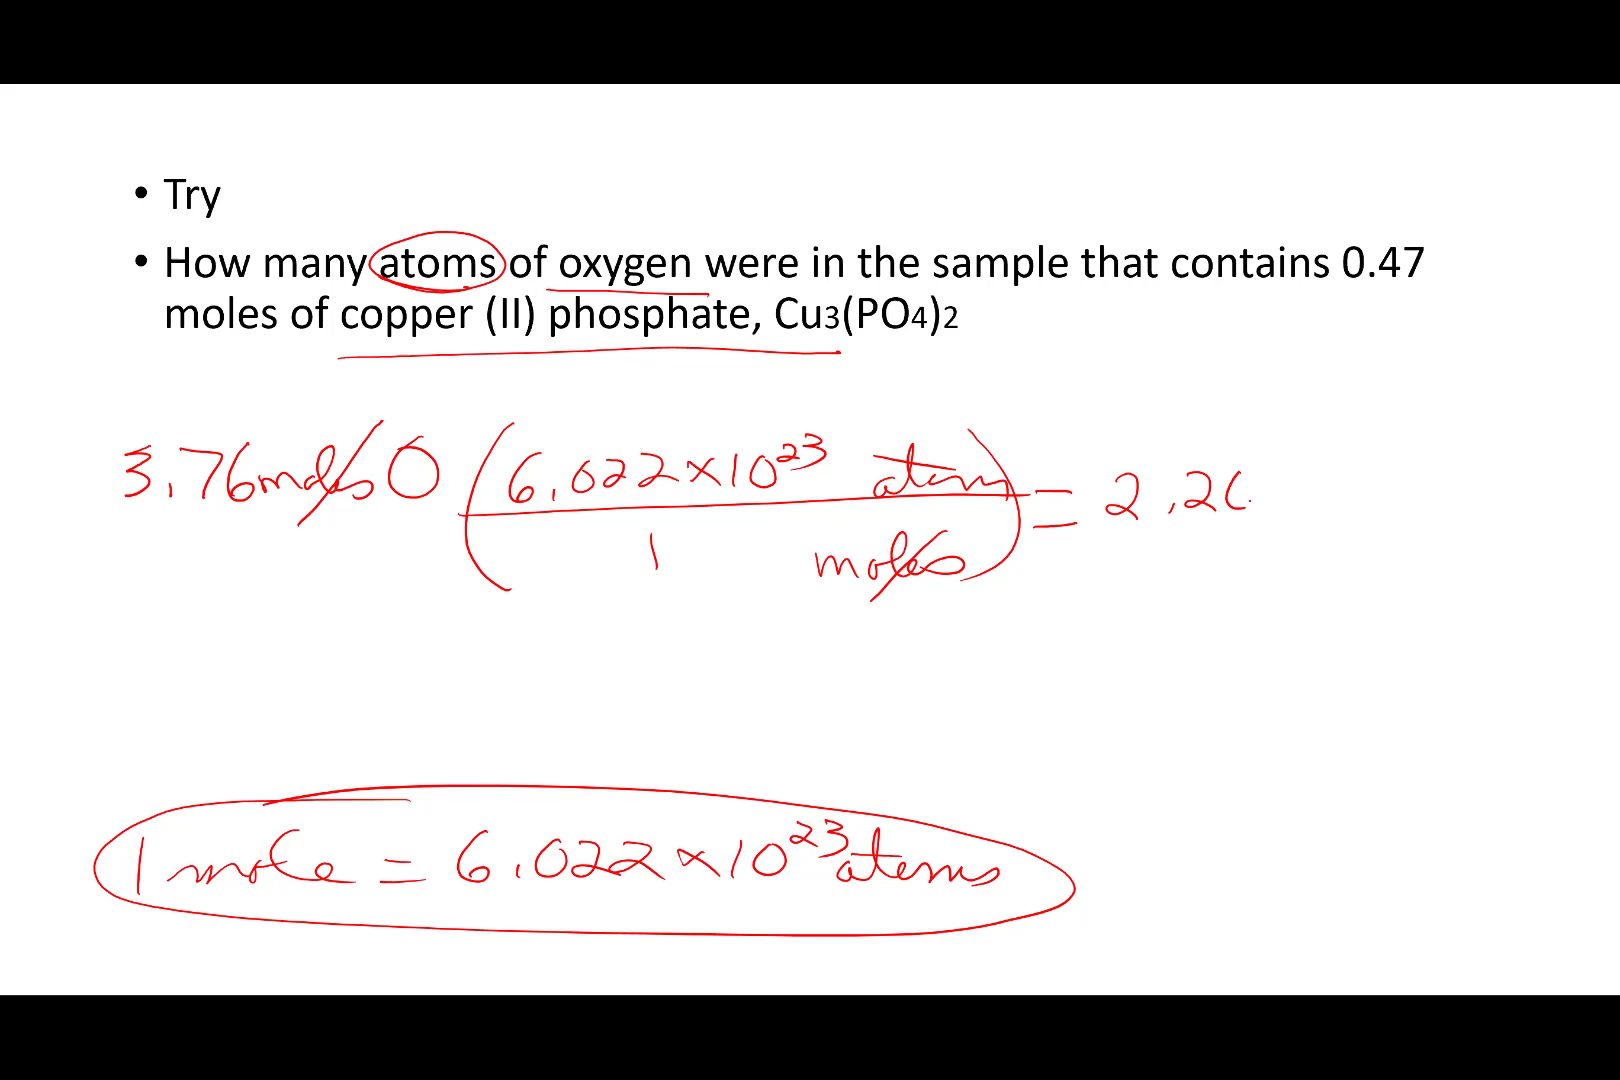 • Try
• How many atoms of oxygen were in the sample that contains 0.47
moles of copper (II) phosphate, Cu3(PO4)2
3.76 moles O (6.022 × 10^23 atoms / 1 moles) = 2.2
1 mole = 6.022 × 10^23 atoms